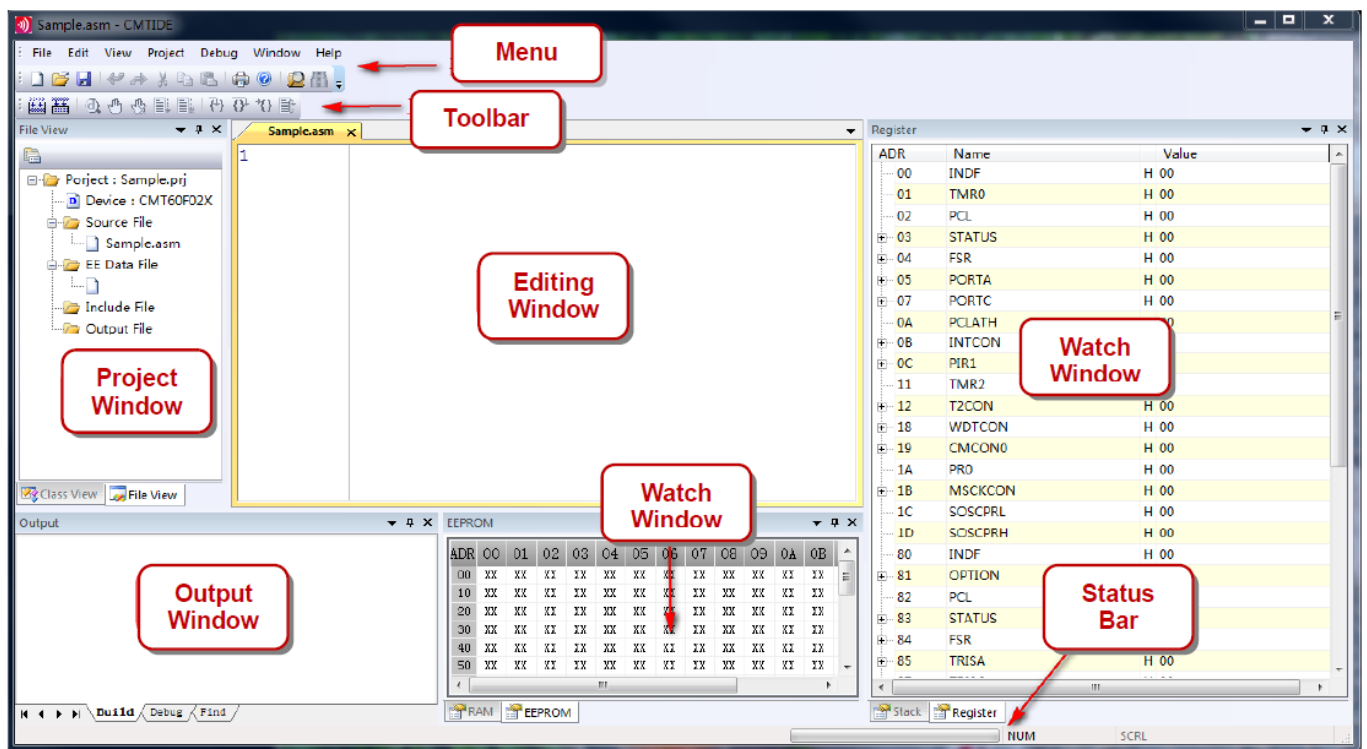 Sample.asm - CMTIDE
File Edit View Project Debug Window Help
Menu
Toolbar
File View
Sample.asm
Register
1
Porject : Sample.prj
Device : CMT60F02X
Source File
Sample.asm
EE Data File
Include File
Output File
Project
Window
Class View File View
Editing
Window
Watch
Window
ADR Name Value
00 INDF H 00
01 TMR0 H 00
02 PCL H 00
03 STATUS H 00
04 FSR H 00
05 PORTA H 00
07 PORTC H 00
0A PCLATH
0B INTCON
0C PIR1
11 TMR2
12 T2CON H 00
18 WDTCON H 00
19 CMCON0 H 00
1A PR0 H 00
1B MSCKCON H 00
1C SOSCPRL H 00
1D SOSCPRH H 00
80 INDF H 00
81 OPTION
82 PCL
83 STATUS
84 FSR
85 TRISA H 00
Watch
Window
Status
Bar
Output
Output
Window
Build Debug Find
EEPROM
ADR 00 01 02 03 04 05 06 07 08 09 0A 0B
00 XX XX XX XX XX XX XX XX XX XX XX XX
10 XX XX XX XX XX XX XX XX XX XX XX XX
20 XX XX XX XX XX XX XX XX XX XX XX XX
30 XX XX XX XX XX XX XX XX XX XX XX XX
40 XX XX XX XX XX XX XX XX XX XX XX XX
50 XX XX XX XX XX XX XX XX XX XX XX XX
RAM EEPROM
Stack Register
NUM SCRL